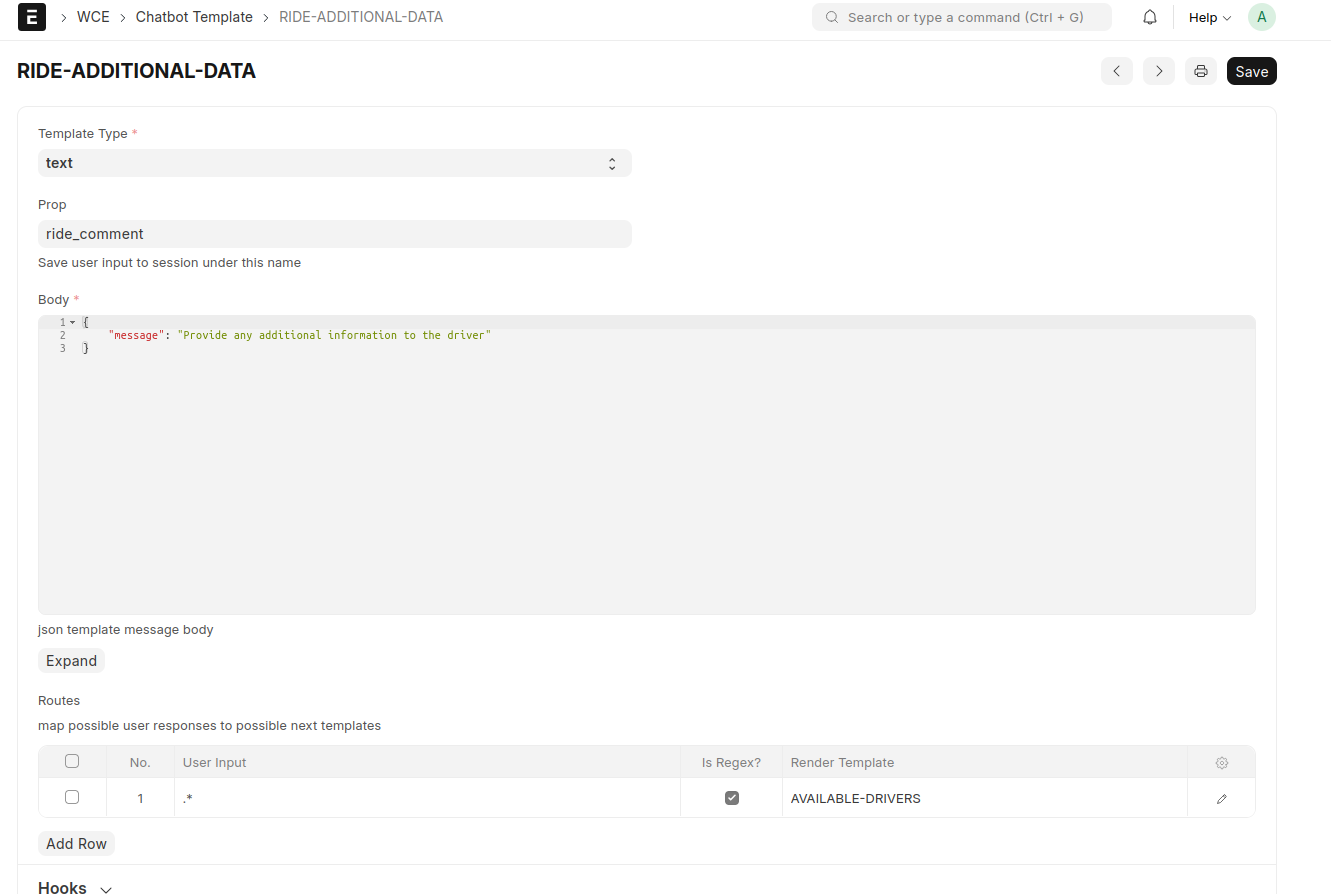 E WCE Chatbot Template RIDE-ADDITIONAL-DATA Search or type a command (Ctrl + G) Help A
RIDE-ADDITIONAL-DATA Save
Template Type *
text
Prop
ride_comment
Save user input to session under this name
Body *
1 {
2 "message": "Provide any additional information to the driver"
3 }
json template message body
Expand
Routes
map possible user responses to possible next templates
No. User Input Is Regex? Render Template
1 .* AVAILABLE-DRIVERS
Add Row
Hooks